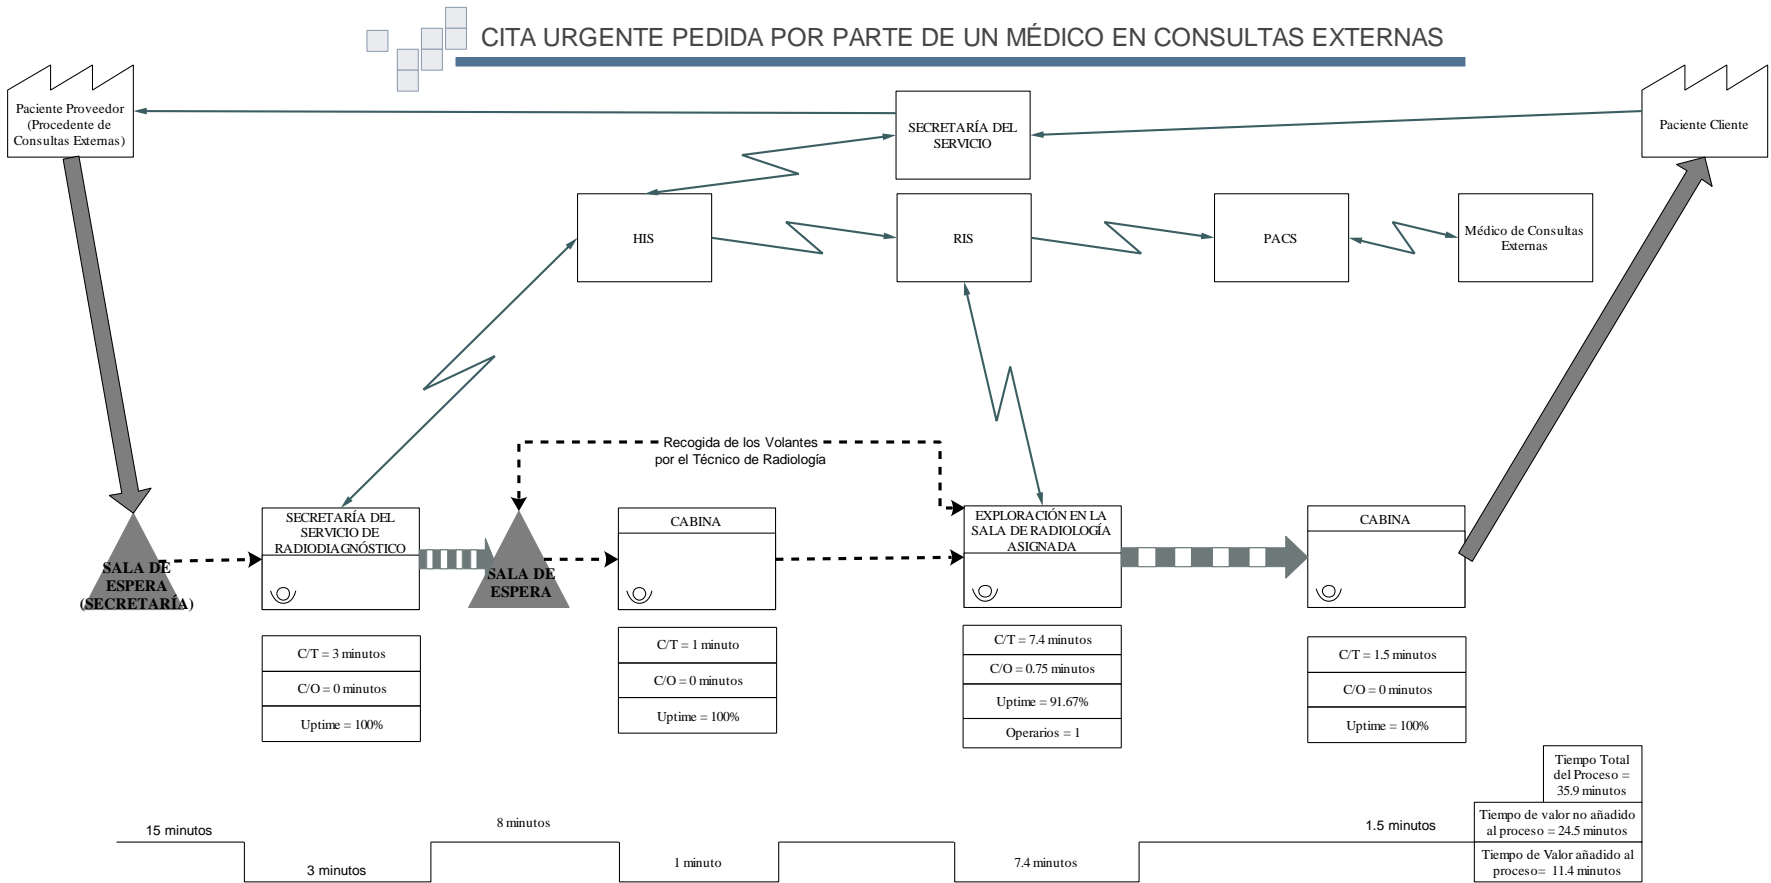 CITA URGENTE PEDIDA POR PARTE DE UN MÉDICO EN CONSULTAS EXTERNAS
Paciente Proveedor
(Procedente de
Consultas Externas)
SECRETARÍA DEL
SERVICIO
Paciente Cliente
HIS
RIS
PACS
Médico de Consultas
Externas
Recogida de los Volantes
por el Técnico de Radiología
SALA DE
ESPERA
(SECRETARÍA)
SECRETARÍA DEL
SERVICIO DE
RADIODIAGNÓSTICO
SALA DE
ESPERA
CABINA
EXPLORACIÓN EN LA
SALA DE RADIOLOGÍA
ASIGNADA
CABINA
C/T = 3 minutos
C/O = 0 minutos
Uptime = 100%
C/T = 1 minuto
C/O = 0 minutos
Uptime = 100%
C/T = 7.4 minutos
C/O = 0.75 minutos
Uptime = 91.67%
Operarios = 1
C/T = 1.5 minutos
C/O = 0 minutos
Uptime = 100%
15 minutos
3 minutos
8 minutos
1 minuto
7.4 minutos
1.5 minutos
Tiempo Total
del Proceso =
35.9 minutos
Tiempo de valor no añadido
al proceso = 24.5 minutos
Tiempo de Valor añadido al
proceso= 11.4 minutos